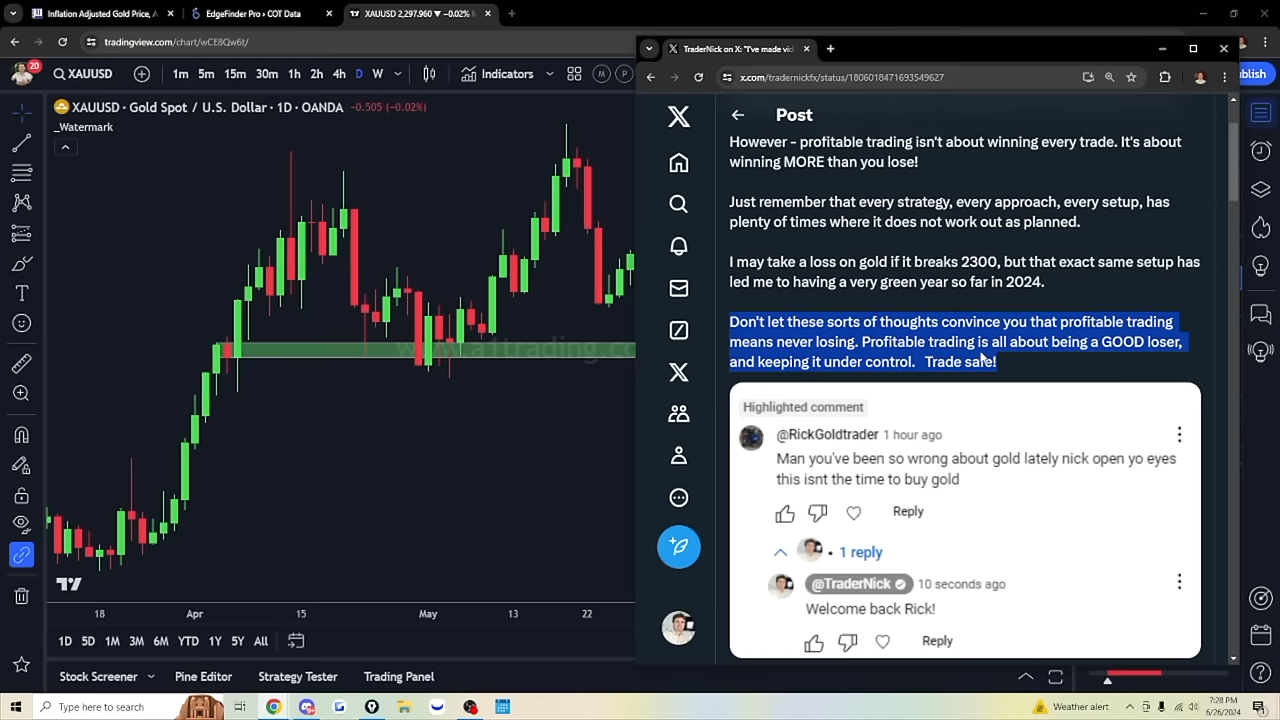 Inflation Adjusted Gold Price,
EdgeFinder Pro > COT Data
XAUUSD 2,297.960 ▼ −0.02%
tradingview.com/chart/wCE8Qw6t/
TraderNick on X: "I've made vid
x.com/tradernickfx/status/1806018471693549627
20
XAUUSD
1m 5m 15m 30m 1h 2h 4h D W
Indicators
M
P
blish
XAUUSD · Gold Spot / U.S. Dollar · 1D · OANDA −0.505 (−0.02%)
_Watermark
www.a1trading.com
Post
However - profitable trading isn't about winning every trade. It's about
winning MORE than you lose!
Just remember that every strategy, every approach, every setup, has
plenty of times where it does not work out as planned.
I may take a loss on gold if it breaks 2300, but that exact same setup has
led me to having a very green year so far in 2024.
Don't let these sorts of thoughts convince you that profitable trading
means never losing. Profitable trading is all about being a GOOD loser,
and keeping it under control. Trade safe!
Highlighted comment
@RickGoldtrader 1 hour ago
Man you've been so wrong about gold lately nick open yo eyes
this isnt the time to buy gold
Reply
1 reply
@TraderNick 10 seconds ago
Welcome back Rick!
Reply
18 Apr 15 May 13 22
1D 5D 1M 3M 6M YTD 1Y 5Y All
Stock Screener
Pine Editor
Strategy Tester
Trading Panel
Type here to search
Weather alert
7:28 PM
6/26/2024